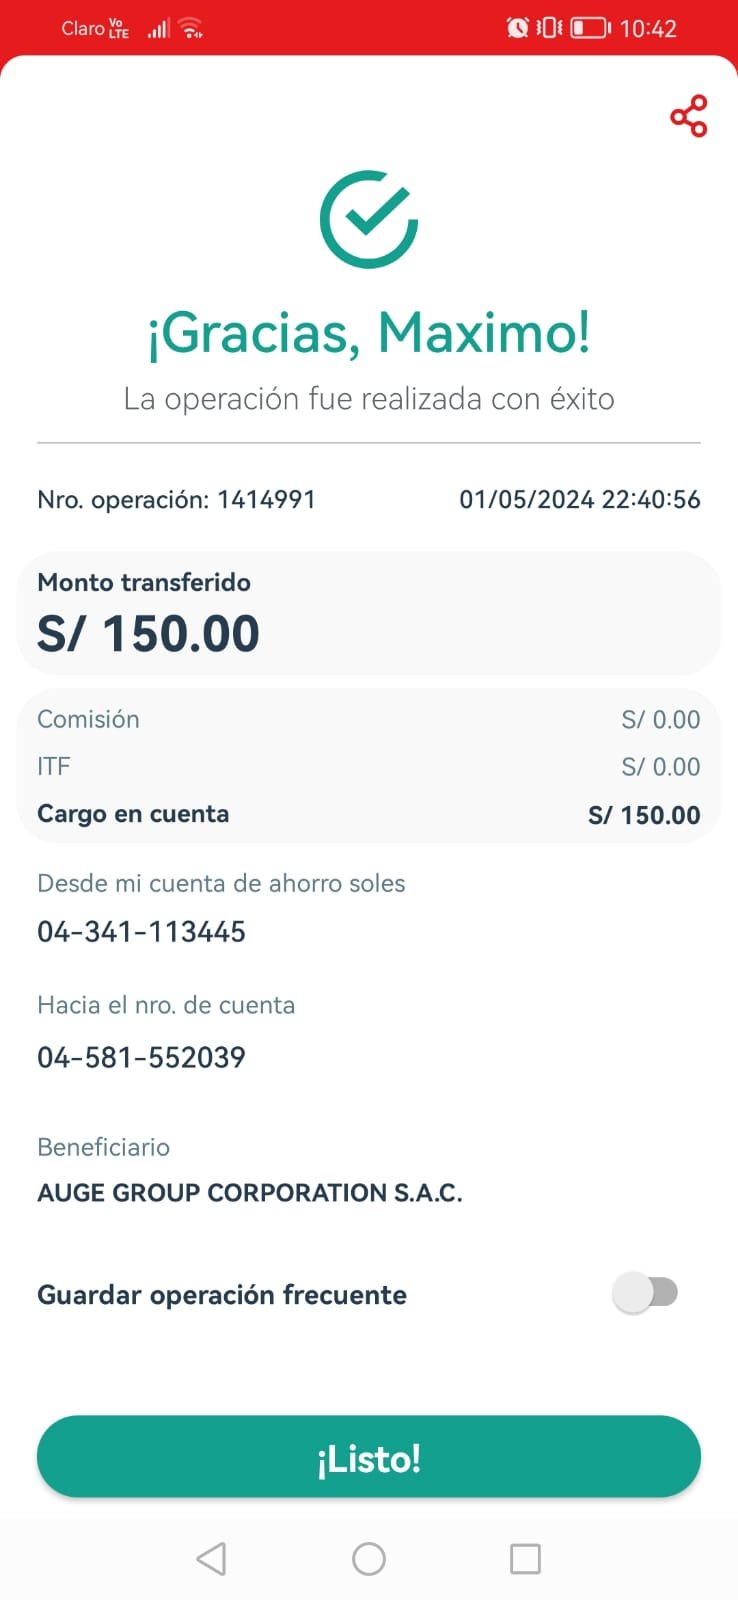 Claro Vo LTE 10:42
¡Gracias, Maximo!
La operación fue realizada con éxito
Nro. operación: 1414991 01/05/2024 22:40:56
Monto transferido
S/ 150.00
Comisión S/ 0.00
ITF S/ 0.00
Cargo en cuenta S/ 150.00
Desde mi cuenta de ahorro soles
04-341-113445
Hacia el nro. de cuenta
04-581-552039
Beneficiario
AUGE GROUP CORPORATION S.A.C.
Guardar operación frecuente
¡Listo!